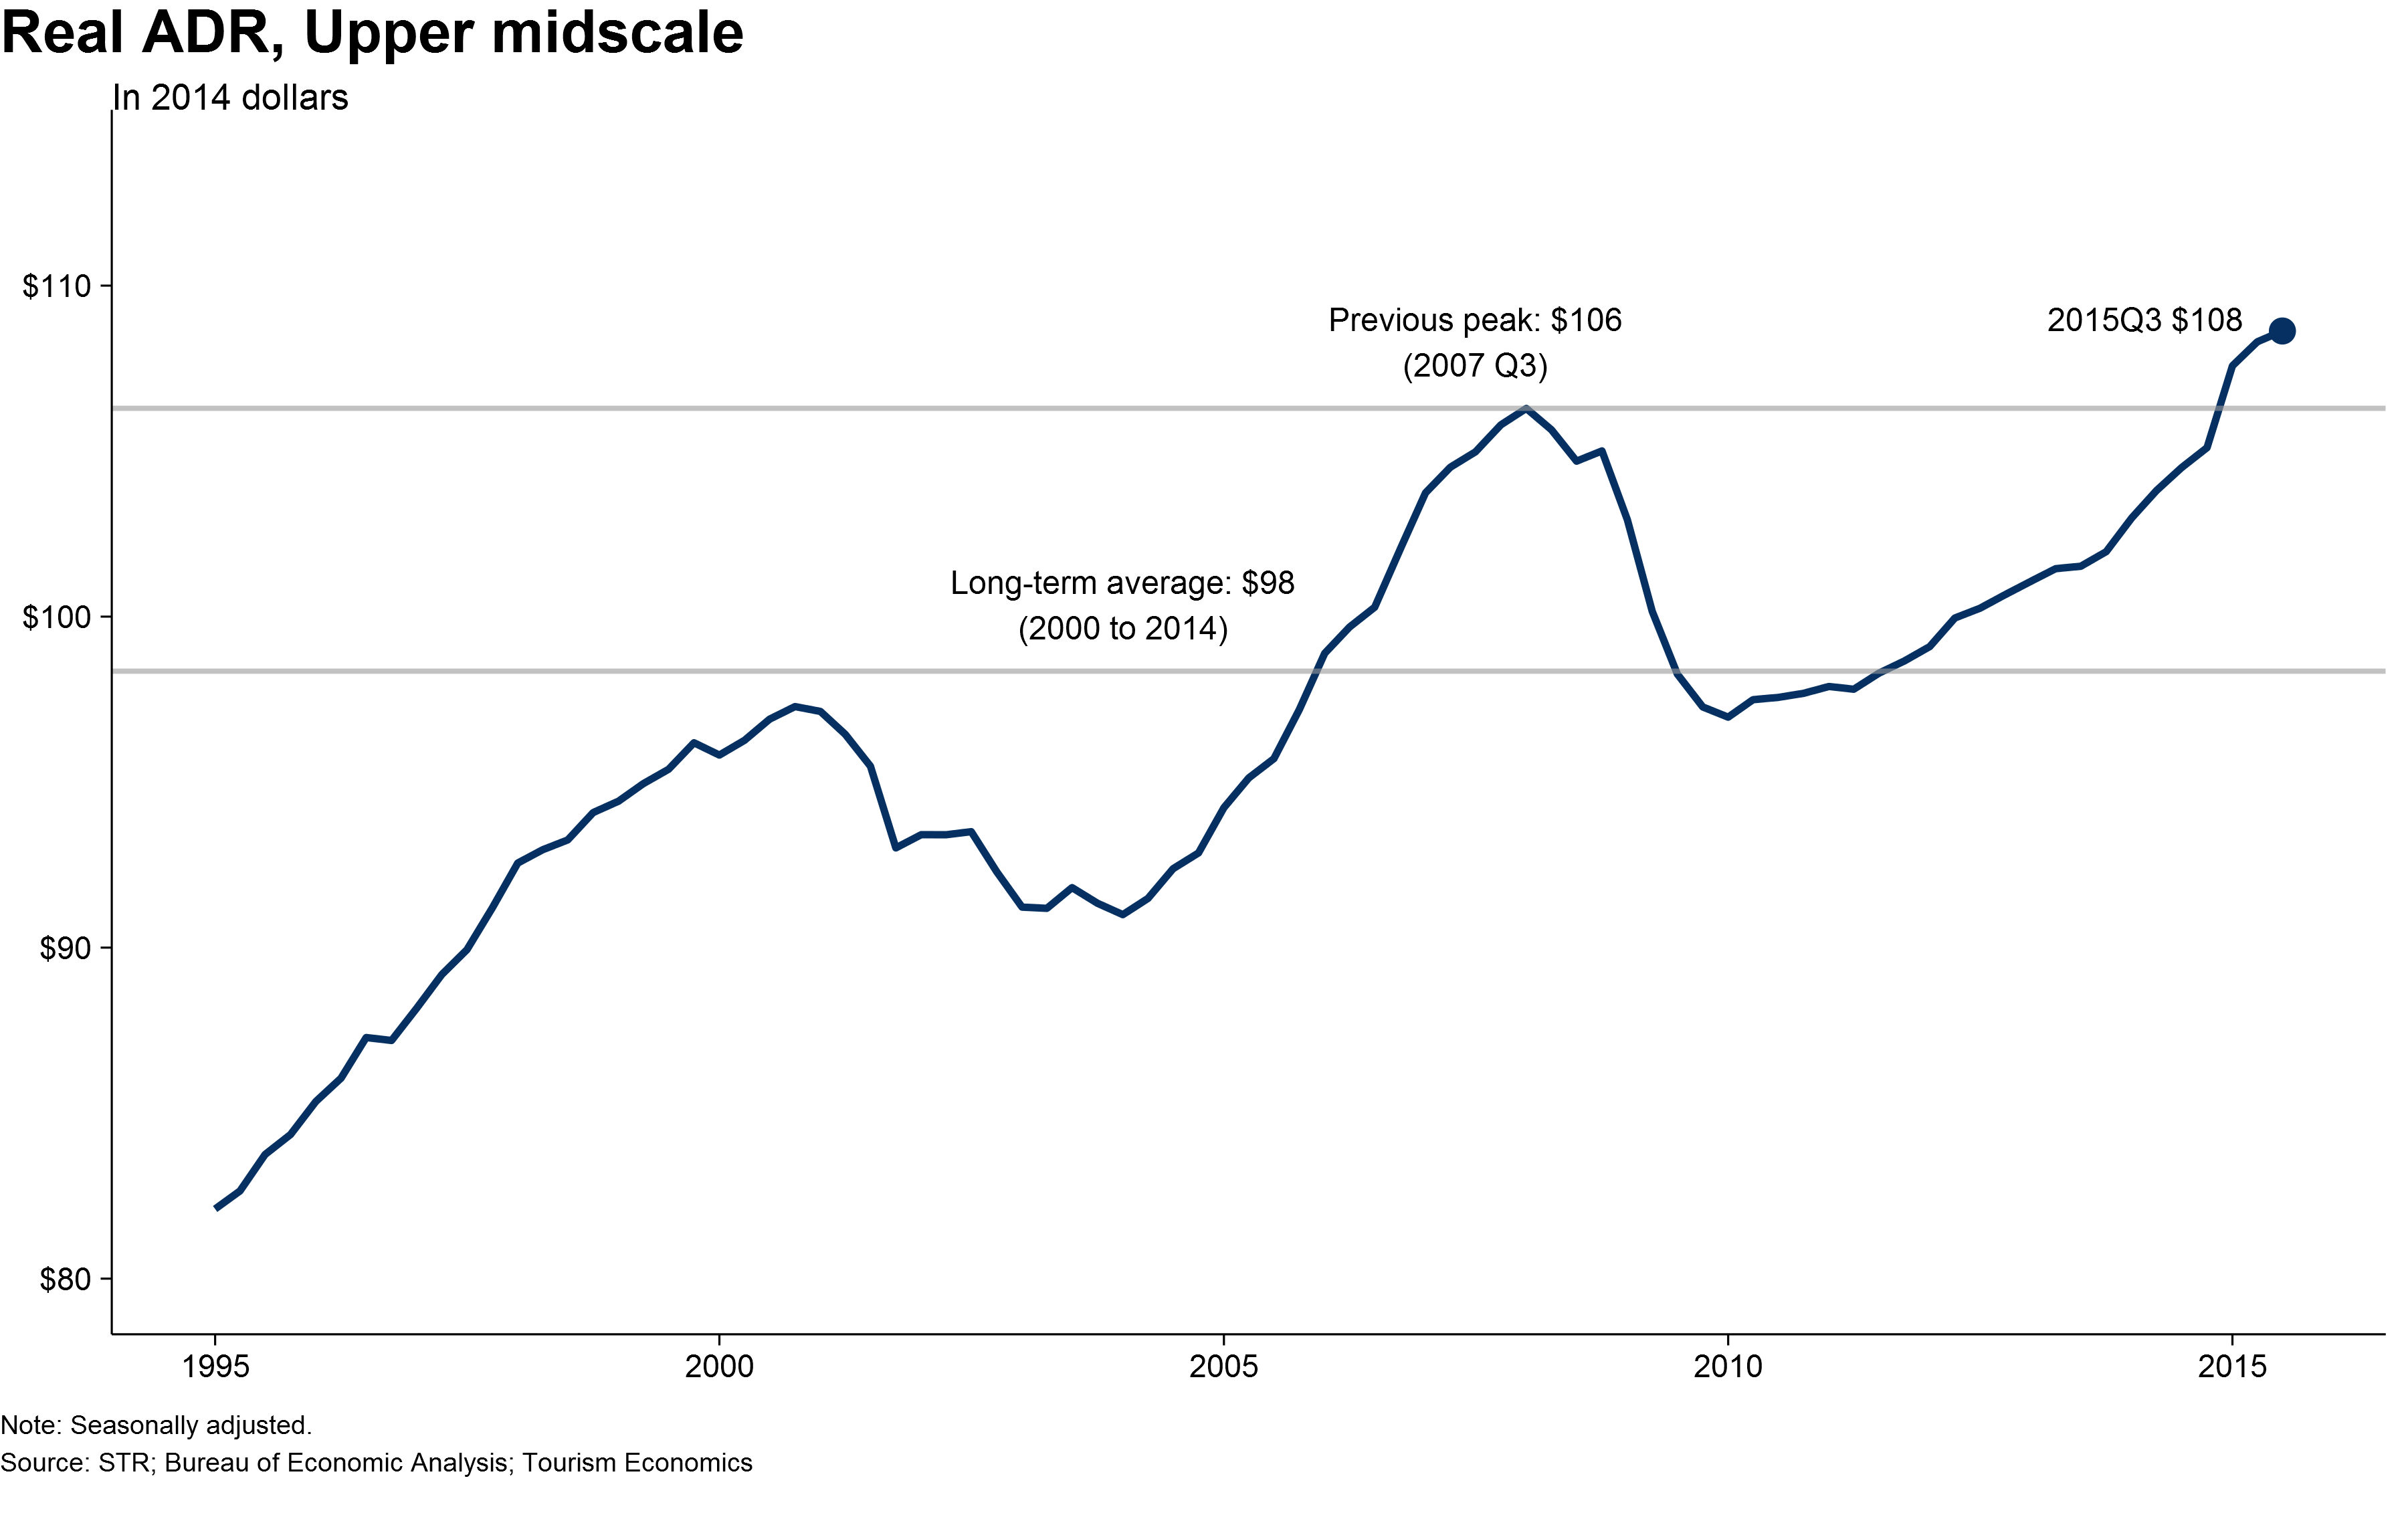 Real ADR, Upper midscale
In 2014 dollars
$110
Previous peak: $106
(2007 Q3)
2015Q3 $108
$100
Long-term average: $98
(2000 to 2014)
$90
$80
1995
2000
2005
2010
2015
Note: Seasonally adjusted.
Source: STR; Bureau of Economic Analysis; Tourism Economics